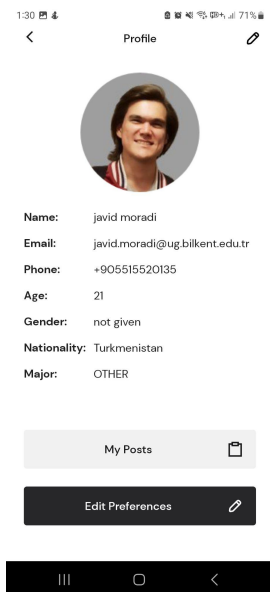 1:30 71%
Profile
Name: javid moradi
Email: javid.moradi@ug.bilkent.edu.tr
Phone: +905515520135
Age: 21
Gender: not given
Nationality: Turkmenistan
Major: OTHER
My Posts
Edit Preferences